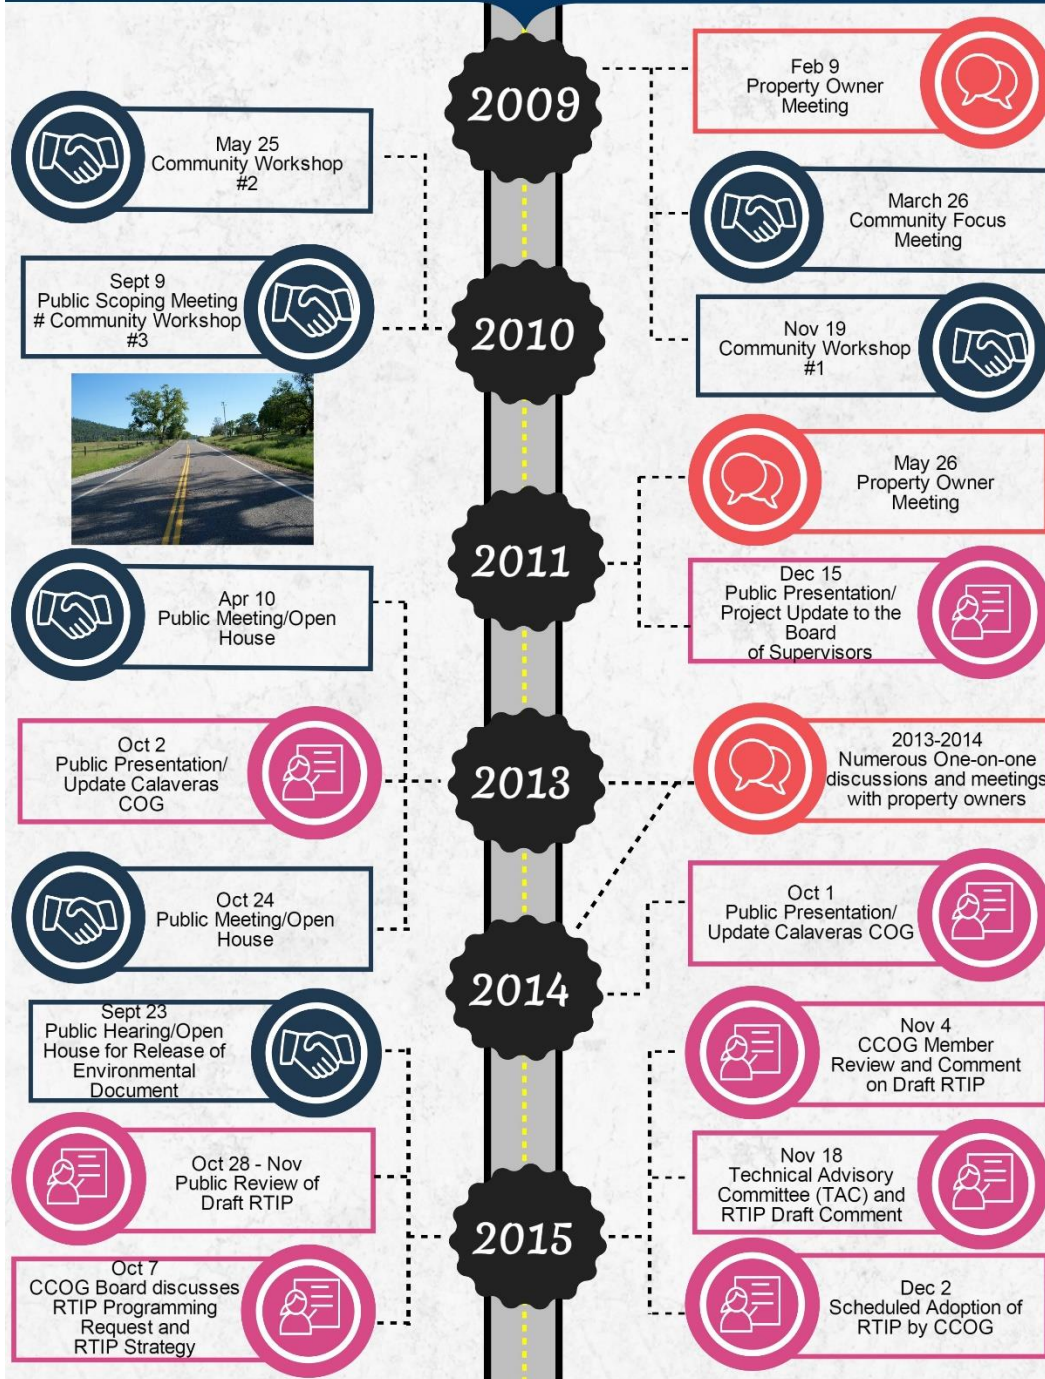 2009
Feb 9
Property Owner
Meeting
March 26
Community Focus
Meeting
Nov 19
Community Workshop
#1
May 25
Community Workshop
#2
Sept 9
Public Scoping Meeting
# Community Workshop
#3
2010
2011
May 26
Property Owner
Meeting
Dec 15
Public Presentation/
Project Update to the
Board
of Supervisors
Apr 10
Public Meeting/Open
House
Oct 2
Public Presentation/
Update Calaveras
COG
Oct 24
Public Meeting/Open
House
2013
2013-2014
Numerous One-on-one
discussions and meetings
with property owners
2014
Oct 1
Public Presentation/
Update Calaveras COG
Sept 23
Public Hearing/Open
House for Release of
Environmental
Document
Oct 28 - Nov
Public Review of
Draft RTIP
Oct 7
CCOG Board discusses
RTIP Programming
Request and
RTIP Strategy
2015
Nov 4
CCOG Member
Review and Comment
on Draft RTIP
Nov 18
Technical Advisory
Committee (TAC) and
RTIP Draft Comment
Dec 2
Scheduled Adoption of
RTIP by CCOG